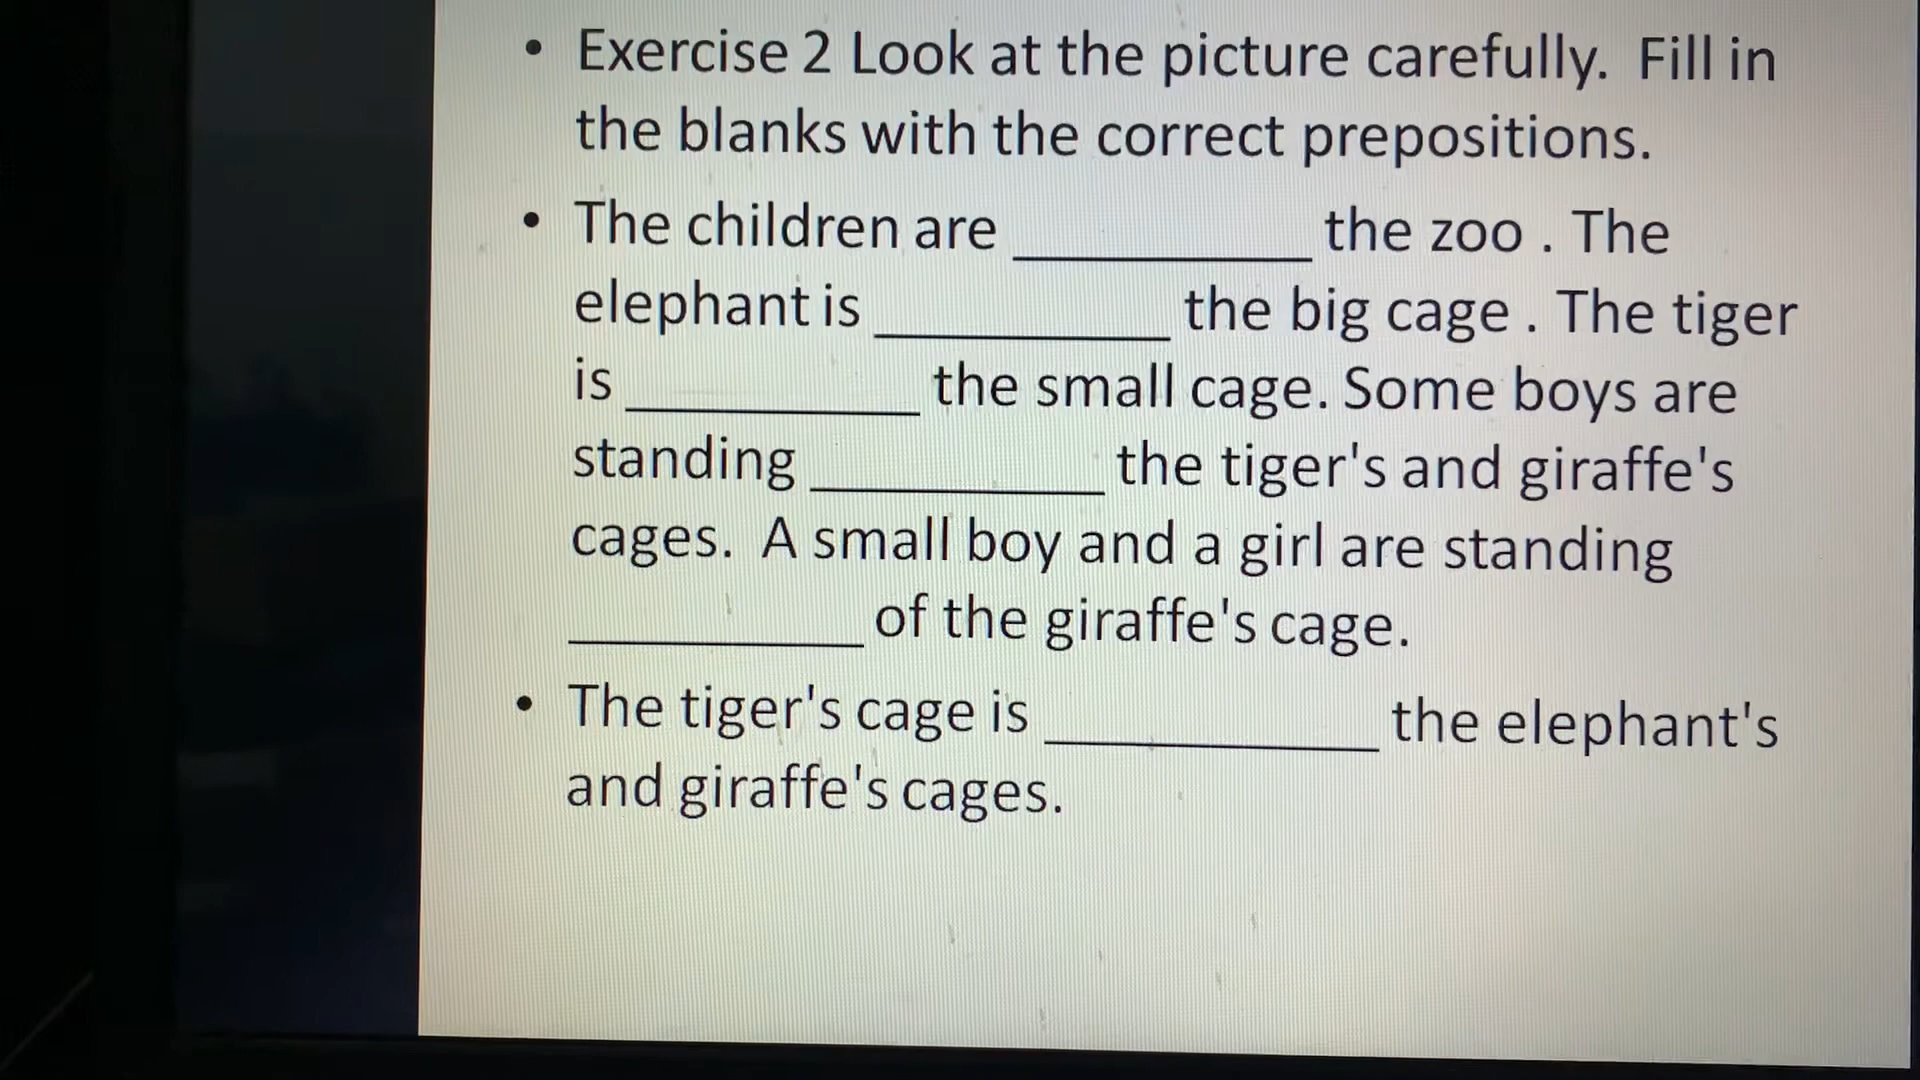 • Exercise 2 Look at the picture carefully. Fill in
the blanks with the correct prepositions.
• The children are __________ the zoo . The
elephant is __________ the big cage . The tiger
is __________ the small cage. Some boys are
standing __________ the tiger's and giraffe's
cages. A small boy and a girl are standing
__________ of the giraffe's cage.
• The tiger's cage is ___________ the elephant's
and giraffe's cages.